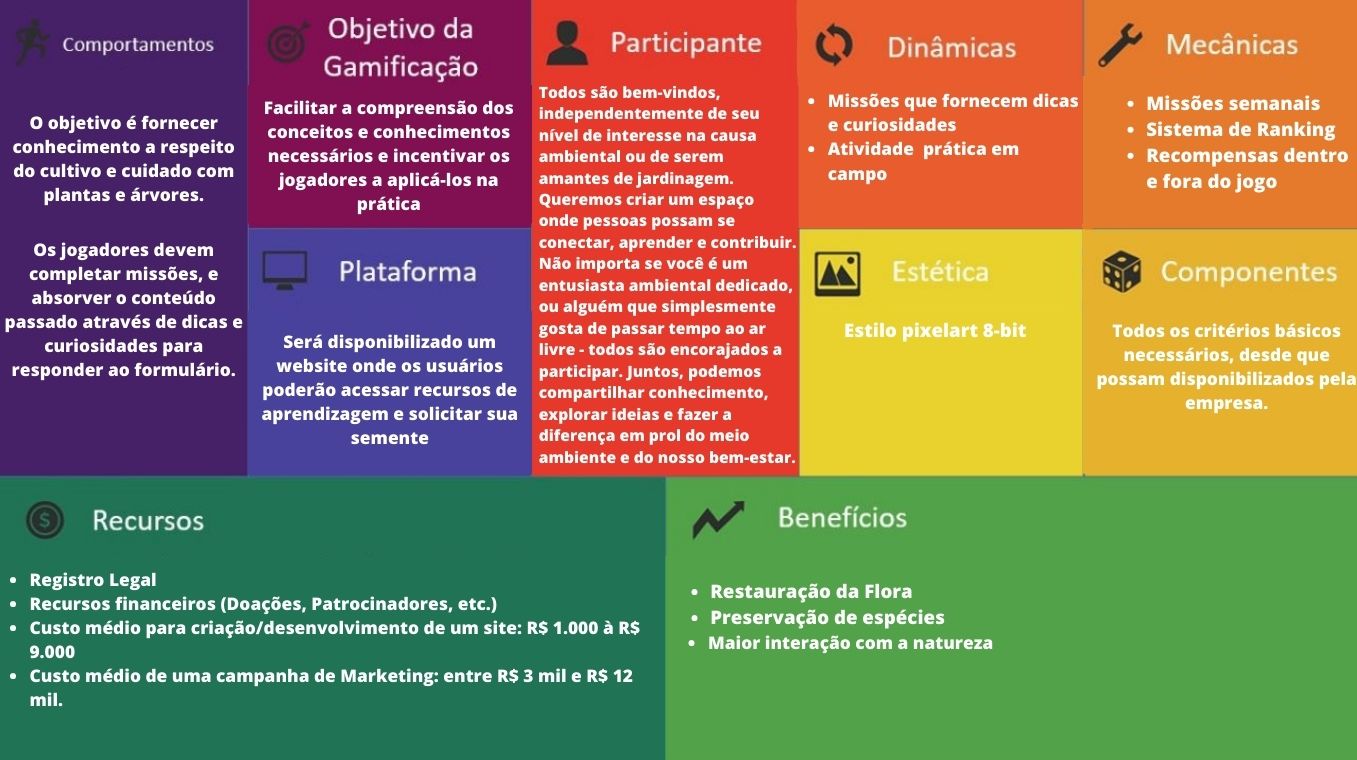 Comportamentos
O objetivo é fornecer
conhecimento a respeito
do cultivo e cuidado com
plantas e árvores.
Os jogadores devem
completar missões, e
absorver o conteúdo
passado através de dicas e
curiosidades para
responder ao formulário.
Objetivo da
Gamificação
Facilitar a compreensão dos
conceitos e conhecimentos
necessários e incentivar os
jogadores a aplicá-los na
prática
Plataforma
Será disponibilizado um
website onde os usuários
poderão acessar recursos de
aprendizagem e solicitar sua
semente
Participante
Todos são bem-vindos,
independentemente de seu
nível de interesse na causa
ambiental ou de serem
amantes de jardinagem.
Queremos criar um espaço
onde pessoas possam se
conectar, aprender e contribuir.
Não importa se você é um
entusiasta ambiental dedicado,
ou alguém que simplesmente
gosta de passar tempo ao ar
livre - todos são encorajados a
participar. Juntos, podemos
compartilhar conhecimento,
explorar ideias e fazer a
diferença em prol do meio
ambiente e do nosso bem-estar.
Dinâmicas
• Missões que fornecem dicas
e curiosidades
• Atividade prática em
campo
Estética
Estilo pixelart 8-bit
Mecânicas
• Missões semanais
• Sistema de Ranking
• Recompensas dentro
e fora do jogo
Componentes
Todos os critérios básicos
necessários, desde que
possam disponibilizados pela
empresa.
Recursos
• Registro Legal
• Recursos financeiros (Doações, Patrocinadores, etc.)
• Custo médio para criação/desenvolvimento de um site: R$ 1.000 à R$
9.000
• Custo médio de uma campanha de Marketing: entre R$ 3 mil e R$ 12
mil.
Benefícios
• Restauração da Flora
• Preservação de espécies
• Maior interação com a natureza